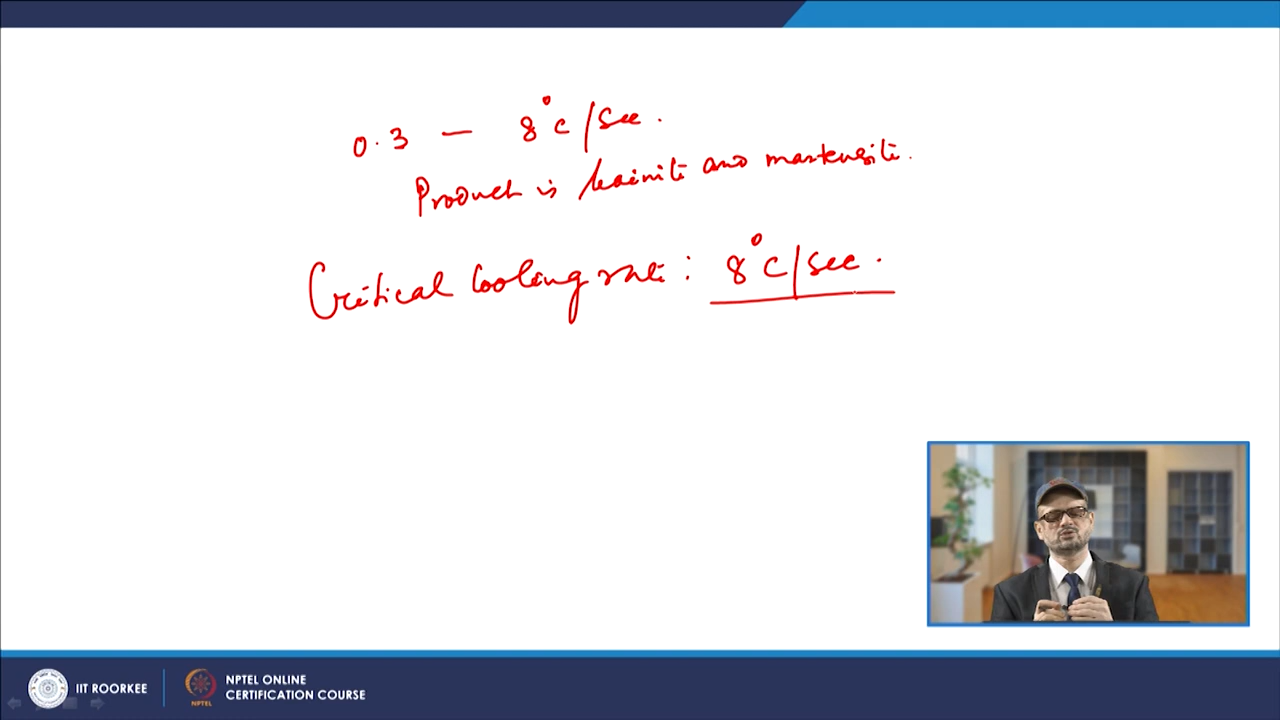 0.3 — 8°C/Sec.
Product is bainite and martensite.
Critical Cooling rate: 8°C/Sec.
IIT ROORKEE
NPTEL
NPTEL ONLINE
CERTIFICATION COURSE